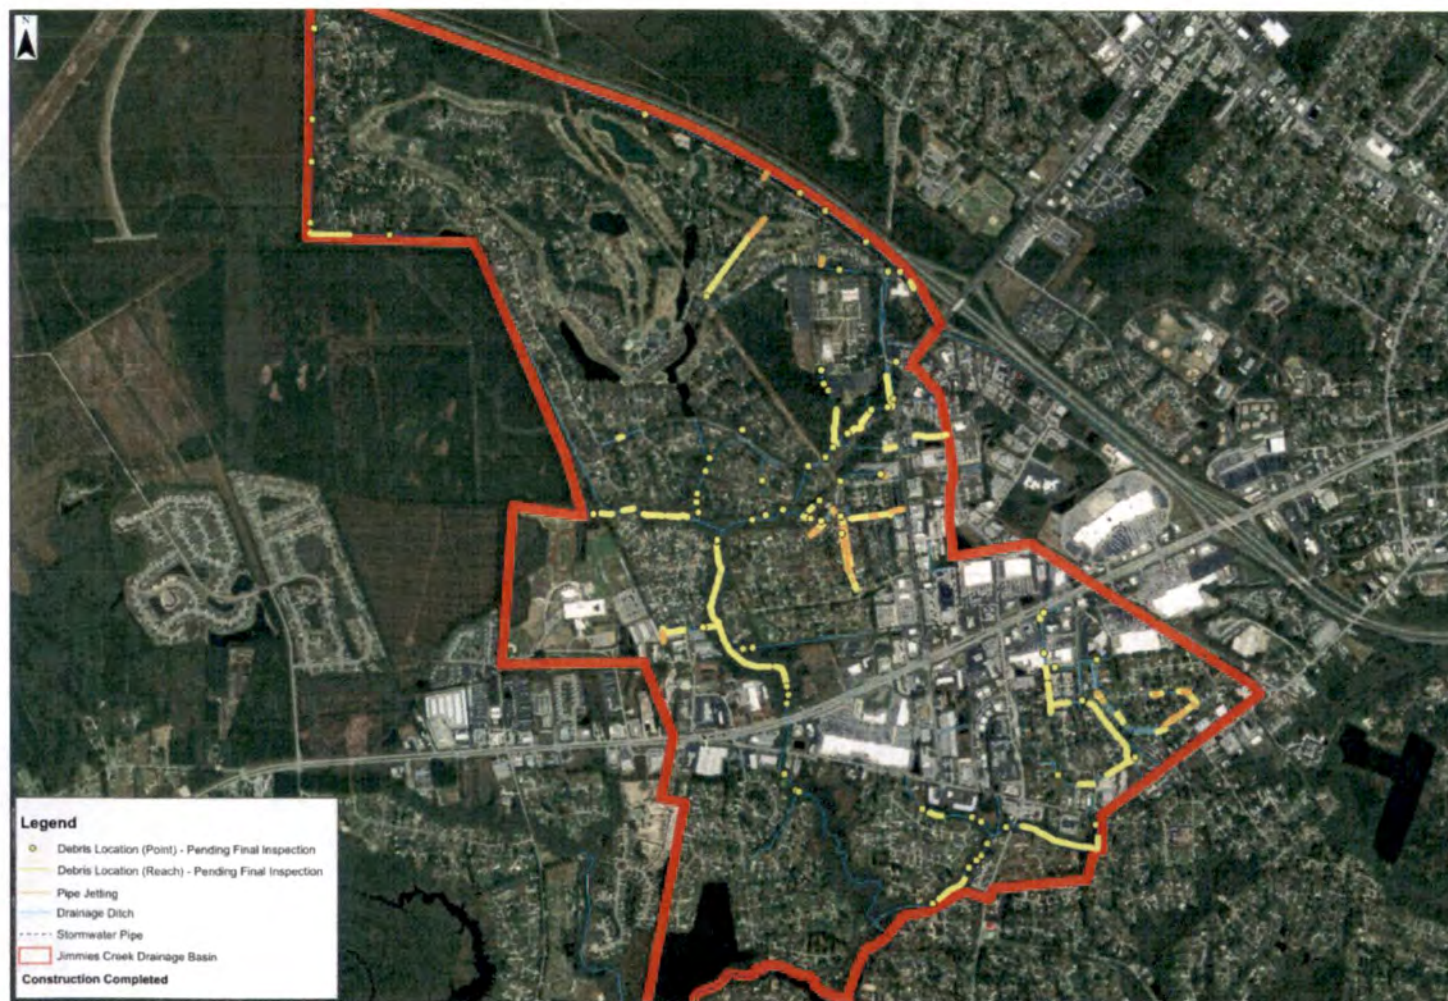 N
Legend
Debris Location (Point) - Pending Final Inspection
Debris Location (Reach) - Pending Final Inspection
Pipe Jetting
Drainage Ditch
Stormwater Pipe
Jimmies Creek Drainage Basin
Construction Completed